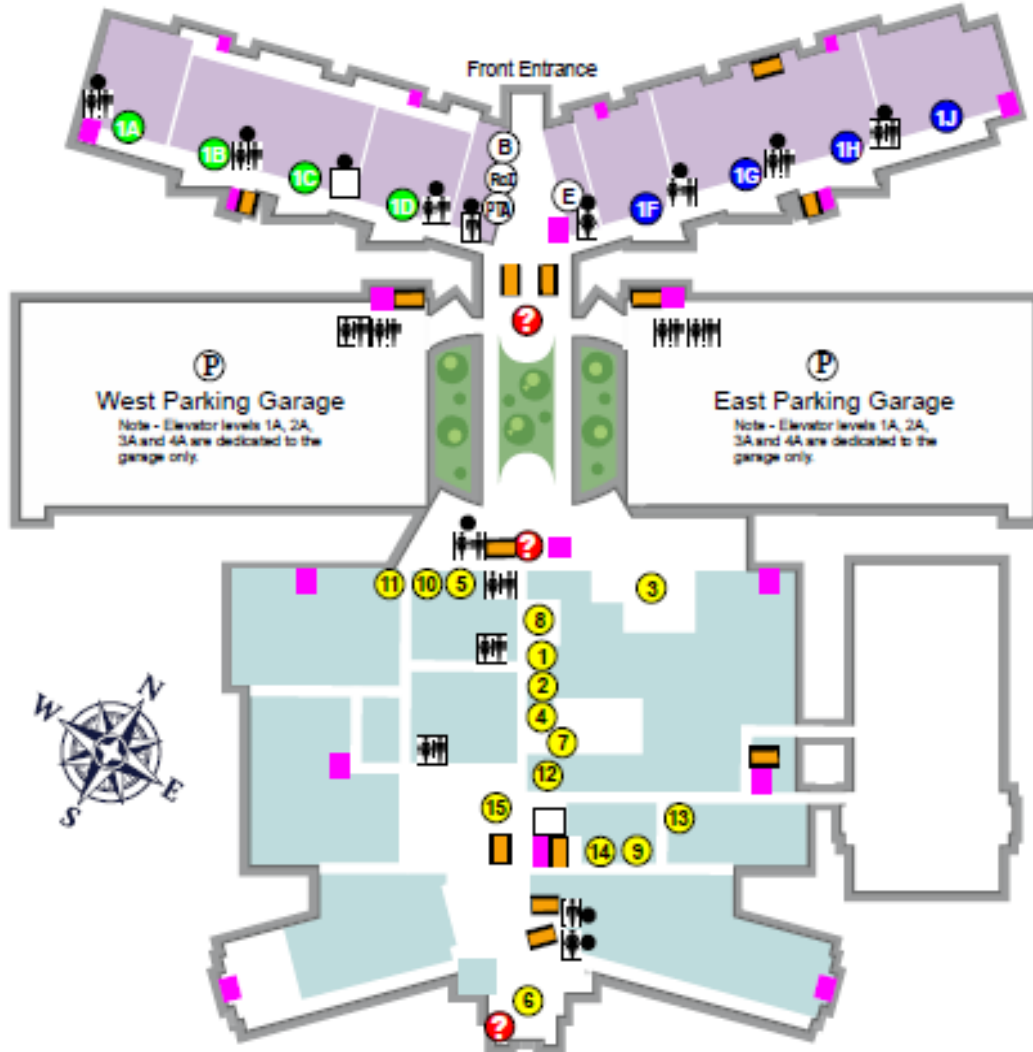 Front Entrance
1A
1B
1C
1D
B
RcI
PTA
E
1F
1G
1H
1J
?
P
West Parking Garage
Note - Elevator levels 1A, 2A,
3A and 4A are dedicated to the
garage only.
P
East Parking Garage
Note - Elevator levels 1A, 2A,
3A and 4A are dedicated to the
garage only.
?
11
10
5
3
8
1
2
4
7
12
15
13
14
9
6
?
N
W
E
S